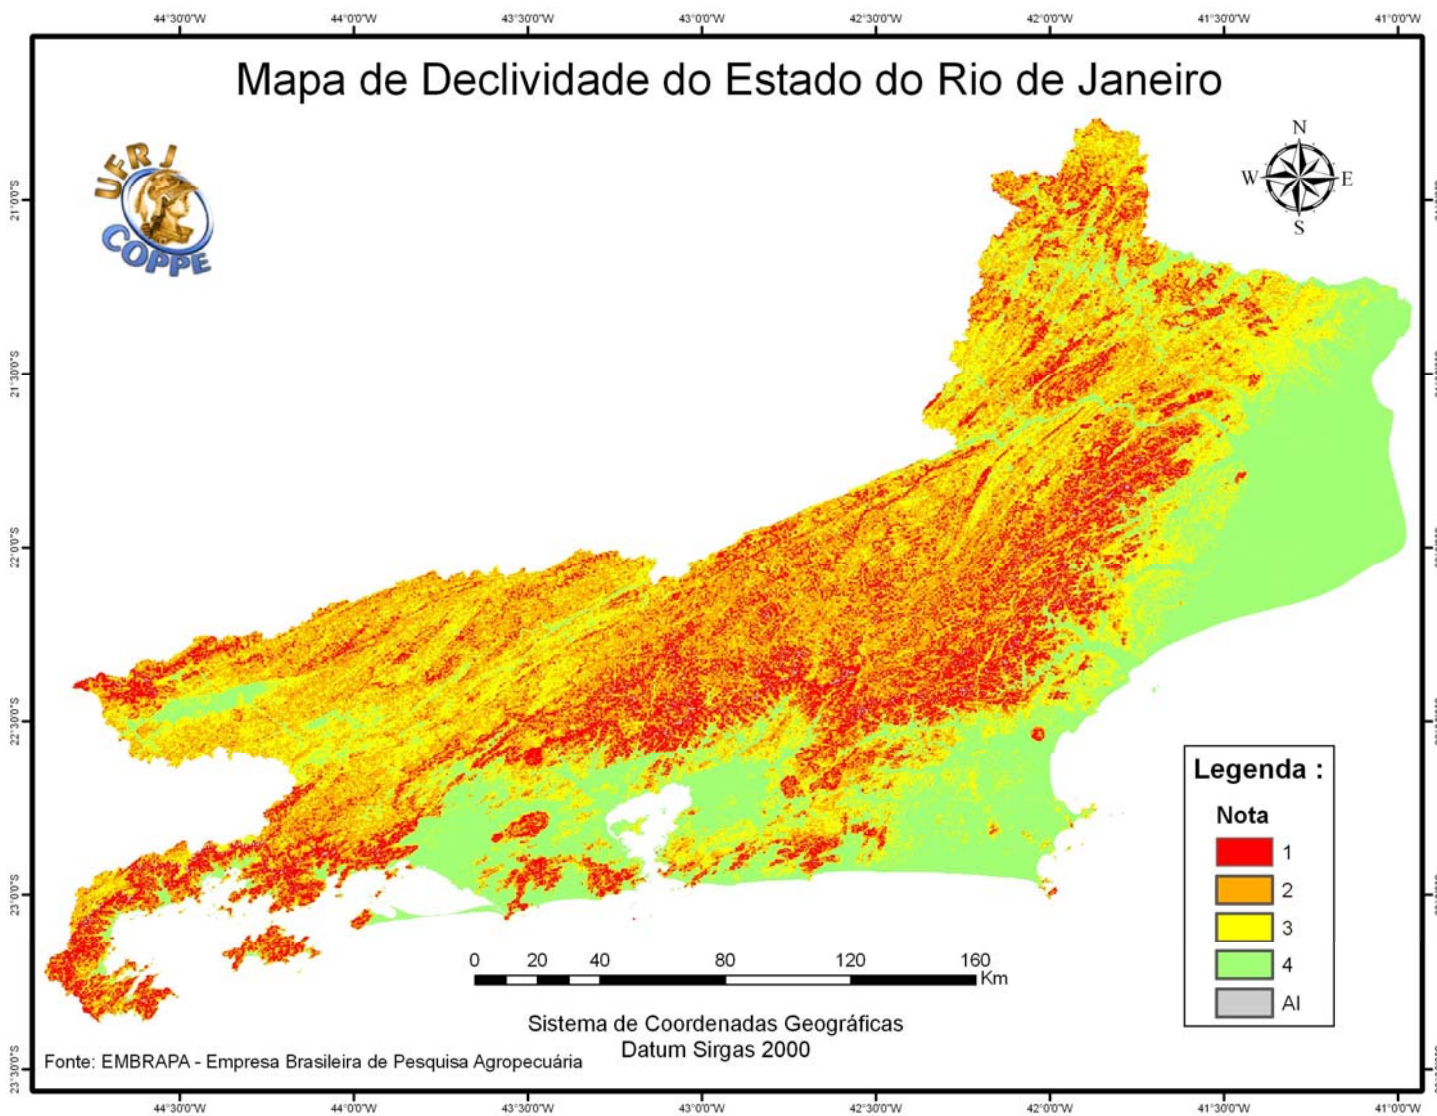 44°30'0"W 44°0'0"W 43°30'0"W 43°0'0"W 42°30'0"W 42°0'0"W 41°30'0"W 41°0'0"W
Mapa de Declividade do Estado do Rio de Janeiro
UFRJ
COPPE
N
W E
S
21°0'0"S
21°30'0"S
22°0'0"S
22°30'0"S
23°0'0"S
23°30'0"S
Legenda :
Nota
1
2
3
4
AI
0 20 40 80 120 160
Km
Sistema de Coordenadas Geográficas
Datum Sirgas 2000
Fonte: EMBRAPA - Empresa Brasileira de Pesquisa Agropecuária
44°30'0"W 44°0'0"W 43°30'0"W 43°0'0"W 42°30'0"W 42°0'0"W 41°30'0"W 41°0'0"W